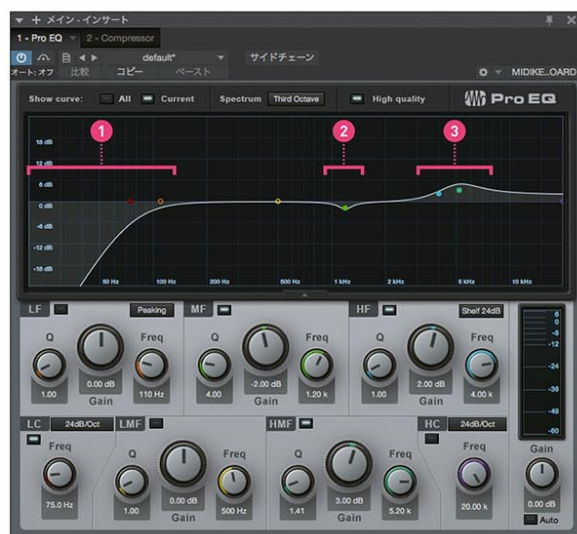 メイン・インサート
1 - Pro EQ 2 - Compressor
default* サイドチェーン
オート: オフ 比較 コピー ペースト MIDIKE..OARD
Show curve: All Current Spectrum Third Octave High quality Pro EQ
1 2 3
18 dB
12 dB
6 dB
0 dB
-6 dB
-12 dB
-18 dB
50 Hz 100 Hz 200 Hz 500 Hz 1 kHz 2 kHz 5 kHz 10 kHz
LF Peaking MF HF Shelf 24dB
Q Freq Q Freq Q Freq
1.00 0.00 dB 110 Hz 4.00 -2.00 dB 1.20 k 1.00 2.00 dB 4.00 k
Gain Gain Gain
6
0
-6
-12
-24
-36
-48
-60
LC 24dB/Oct LMF HMF HC 24dB/Oct
Freq Q Freq Q Freq Freq Gain
75.0 Hz 1.00 0.00 dB 500 Hz 1.41 3.00 dB 5.20 k 20.00 k 0.00 dB
Gain Gain Auto